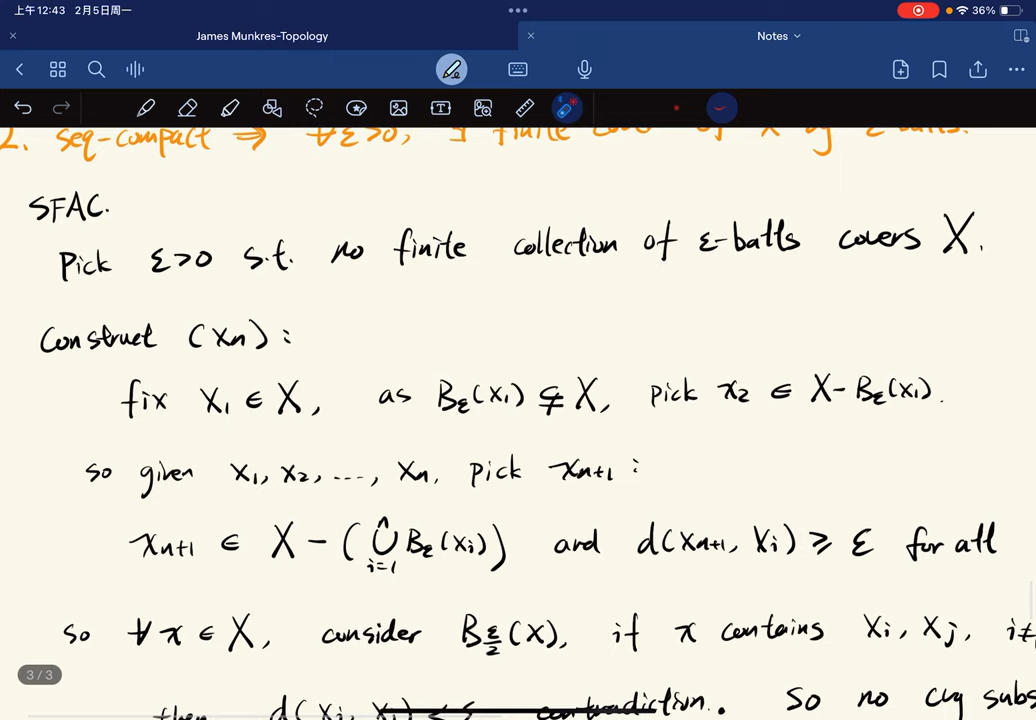 上午12:43 2月5日周一
36%
James Munkres-Topology
Notes
2. seq-compact ⇒ ∀ε>0, ∃ finite cover of X by ε-balls.
SFAC.
Pick ε>0 s.t. no finite collection of ε-balls covers X.
Construct (xn):
fix x₁ ∈ X, as Bε(x₁) ⊊ X, pick x₂ ∈ X - Bε(x₁).
so given x₁, x₂, ..., xn, pick xn+1:
xn+1 ∈ X - (∪ᵢ₌₁ⁿ Bε(xi)) and d(xn+1, xi) ≥ ε for all
so ∀x ∈ X, consider Bε/2(x), if x contains xi, xj, i≠
3/3
then d(xi, xj) < ε contradiction. So no cvg subs